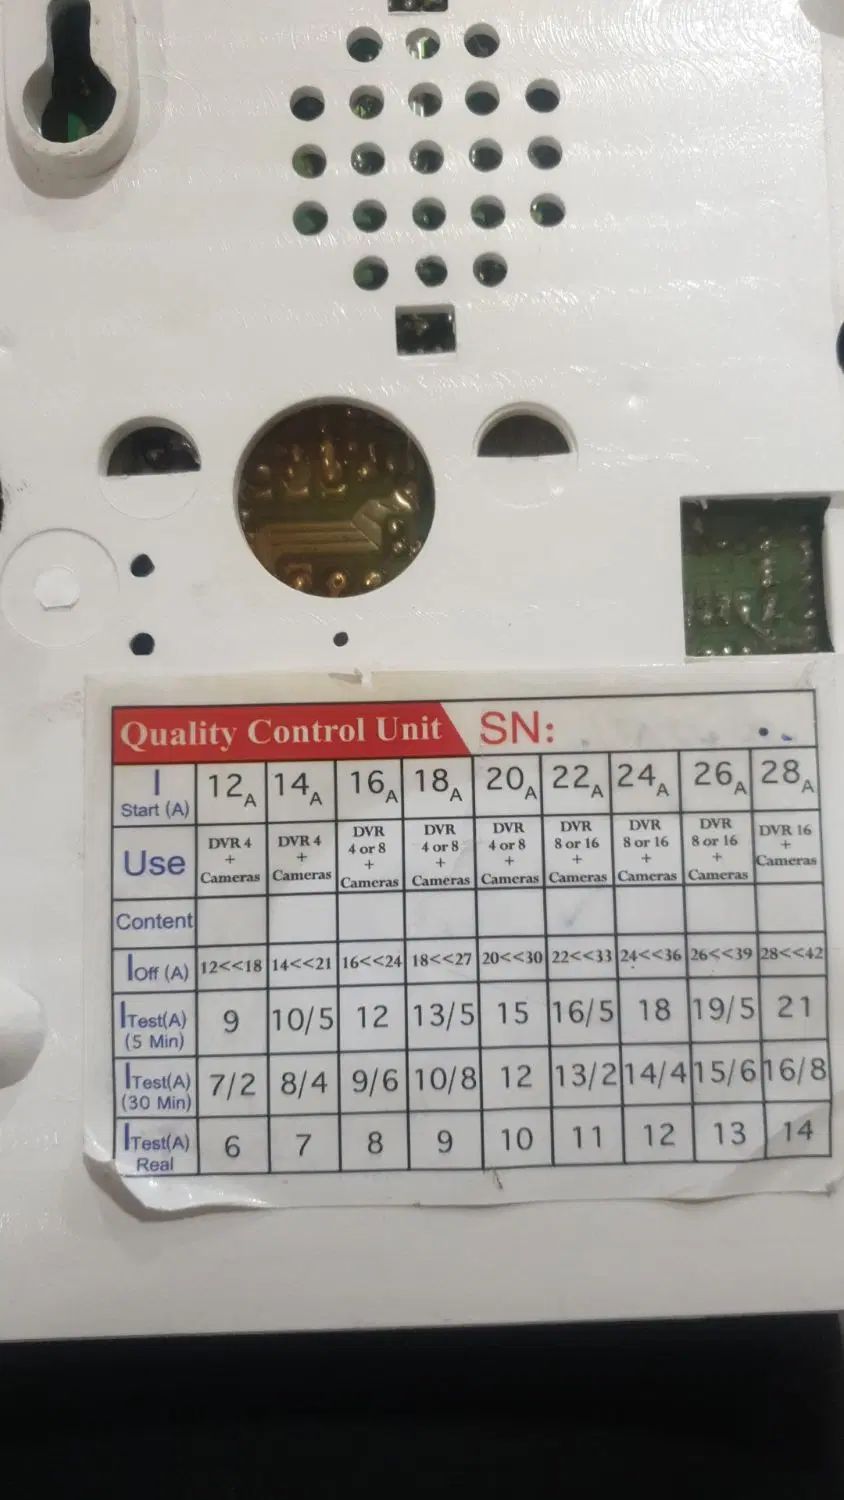 Quality Control Unit SN:
I Start (A) 12A 14A 16A 18A 20A 22A 24A 26A 28A
Use DVR 4 + Cameras DVR 4 + Cameras DVR 4 or 8 + Cameras DVR 4 or 8 + Cameras DVR 4 or 8 + Cameras DVR 8 or 16 + Cameras DVR 8 or 16 + Cameras DVR 8 or 16 + Cameras DVR 16 + Cameras
Content
I Off (A) 12<<18 14<<21 16<<24 18<<27 20<<30 22<<33 24<<36 26<<39 28<<42
I Test(A) (5 Min) 9 10/5 12 13/5 15 16/5 18 19/5 21
I Test(A) (30 Min) 7/2 8/4 9/6 10/8 12 13/2 14/4 15/6 16/8
I Test(A) Real 6 7 8 9 10 11 12 13 14